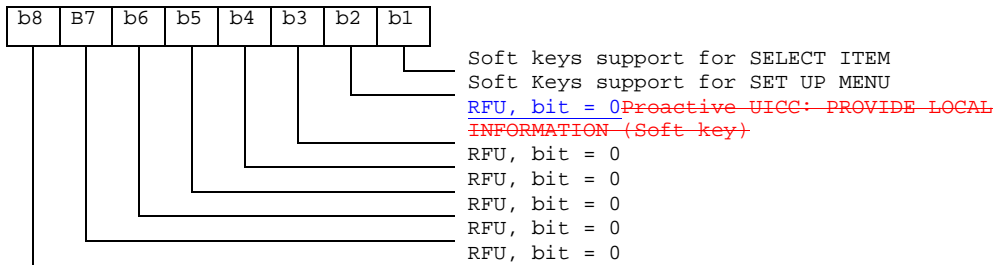 b8 B7 b6 b5 b4 b3 b2 b1
Soft keys support for SELECT ITEM
Soft Keys support for SET UP MENU
RFU, bit = 0Proactive UICC: PROVIDE LOCAL
INFORMATION (Soft key)
RFU, bit = 0
RFU, bit = 0
RFU, bit = 0
RFU, bit = 0
RFU, bit = 0